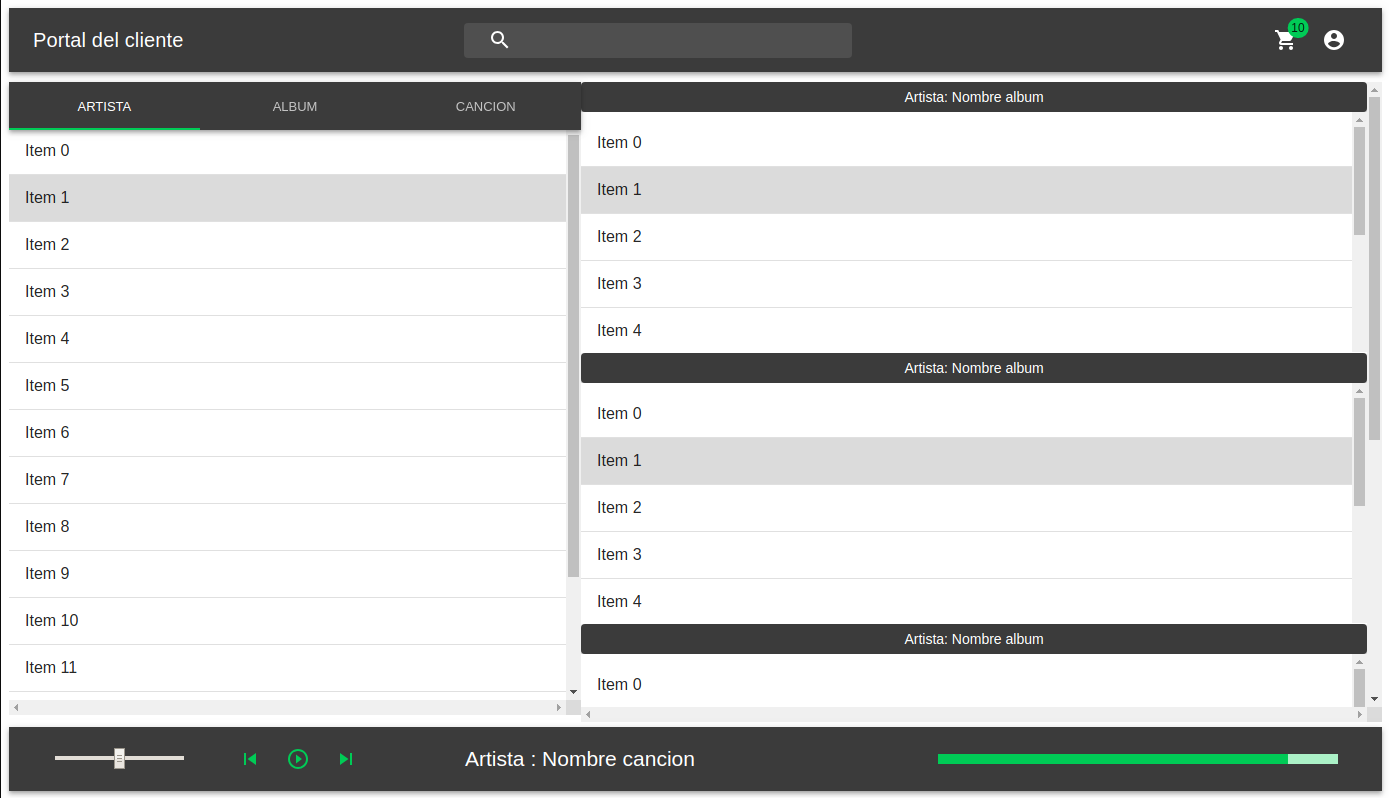 Portal del cliente
10
ARTISTA ALBUM CANCION
Item 0
Item 1
Item 2
Item 3
Item 4
Item 5
Item 6
Item 7
Item 8
Item 9
Item 10
Item 11
Artista: Nombre album
Item 0
Item 1
Item 2
Item 3
Item 4
Artista: Nombre album
Item 0
Item 1
Item 2
Item 3
Item 4
Artista: Nombre album
Item 0
Artista : Nombre cancion